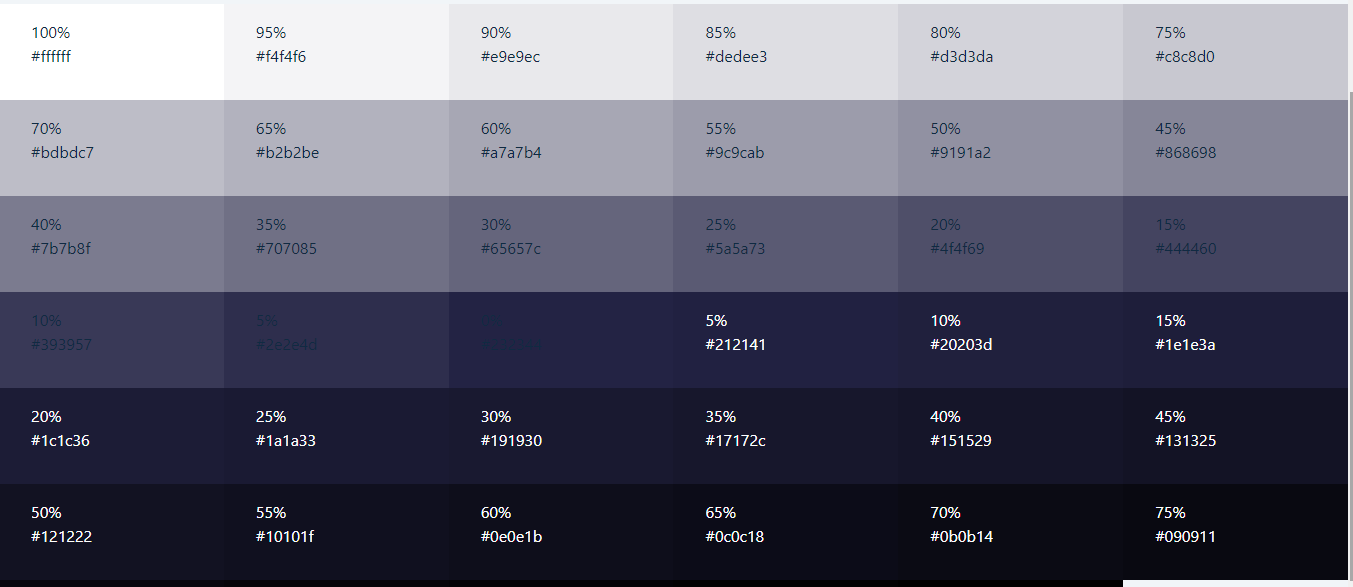 100%
#ffffff
95%
#f4f4f6
90%
#e9e9ec
85%
#dedee3
80%
#d3d3da
75%
#c8c8d0
70%
#bdbdc7
65%
#b2b2be
60%
#a7a7b4
55%
#9c9cab
50%
#9191a2
45%
#868698
40%
#7b7b8f
35%
#707085
30%
#65657c
25%
#5a5a73
20%
#4f4f69
15%
#444460
10%
#393957
5%
#2e2e4d
5%
#212141
10%
#20203d
15%
#1e1e3a
20%
#1c1c36
25%
#1a1a33
30%
#191930
35%
#17172c
40%
#151529
45%
#131325
50%
#121222
55%
#10101f
60%
#0e0e1b
65%
#0c0c18
70%
#0b0b14
75%
#090911